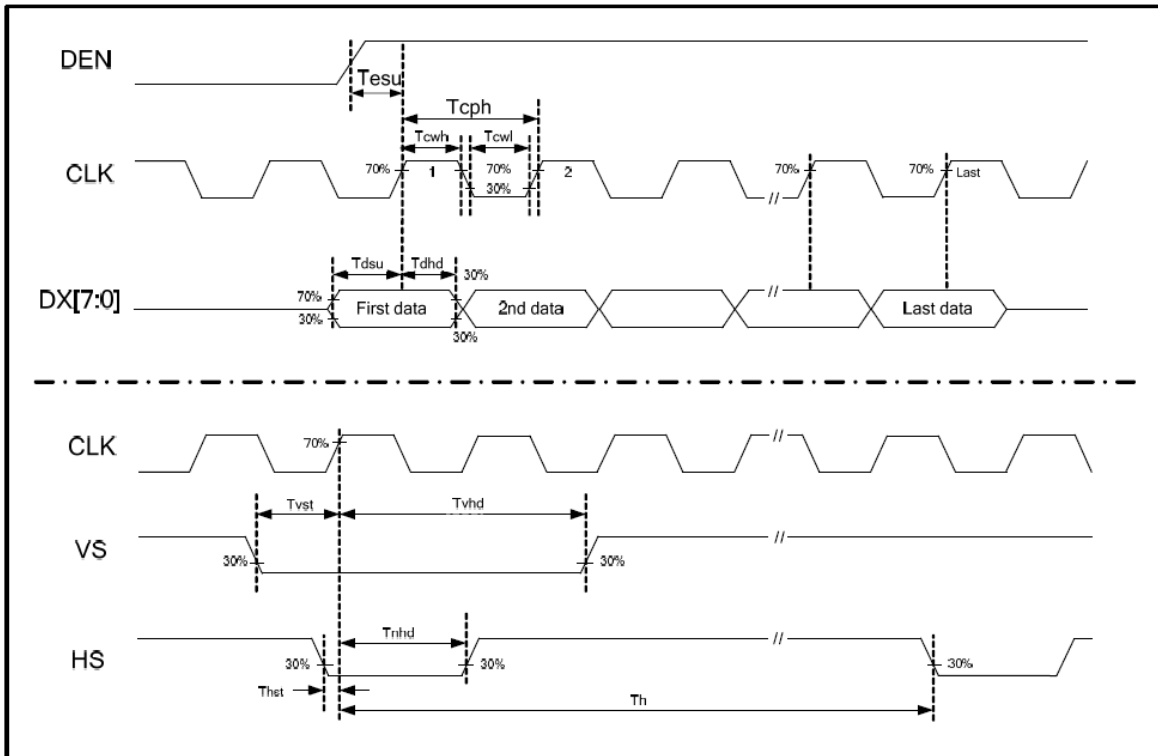 DEN
Tesu
Tcph
Tcwh Tcwl
CLK 70% 1 70% 30% 2 70% 70% Last
//
Tdsu Tdhd 30%
DX[7:0] 70% 30% First data 2nd data // Last data
30%
CLK 70% //
Tvst Tvhd
VS 30% 30% //
Tnhd //
HS 30% 30% 30%
Thst
Th